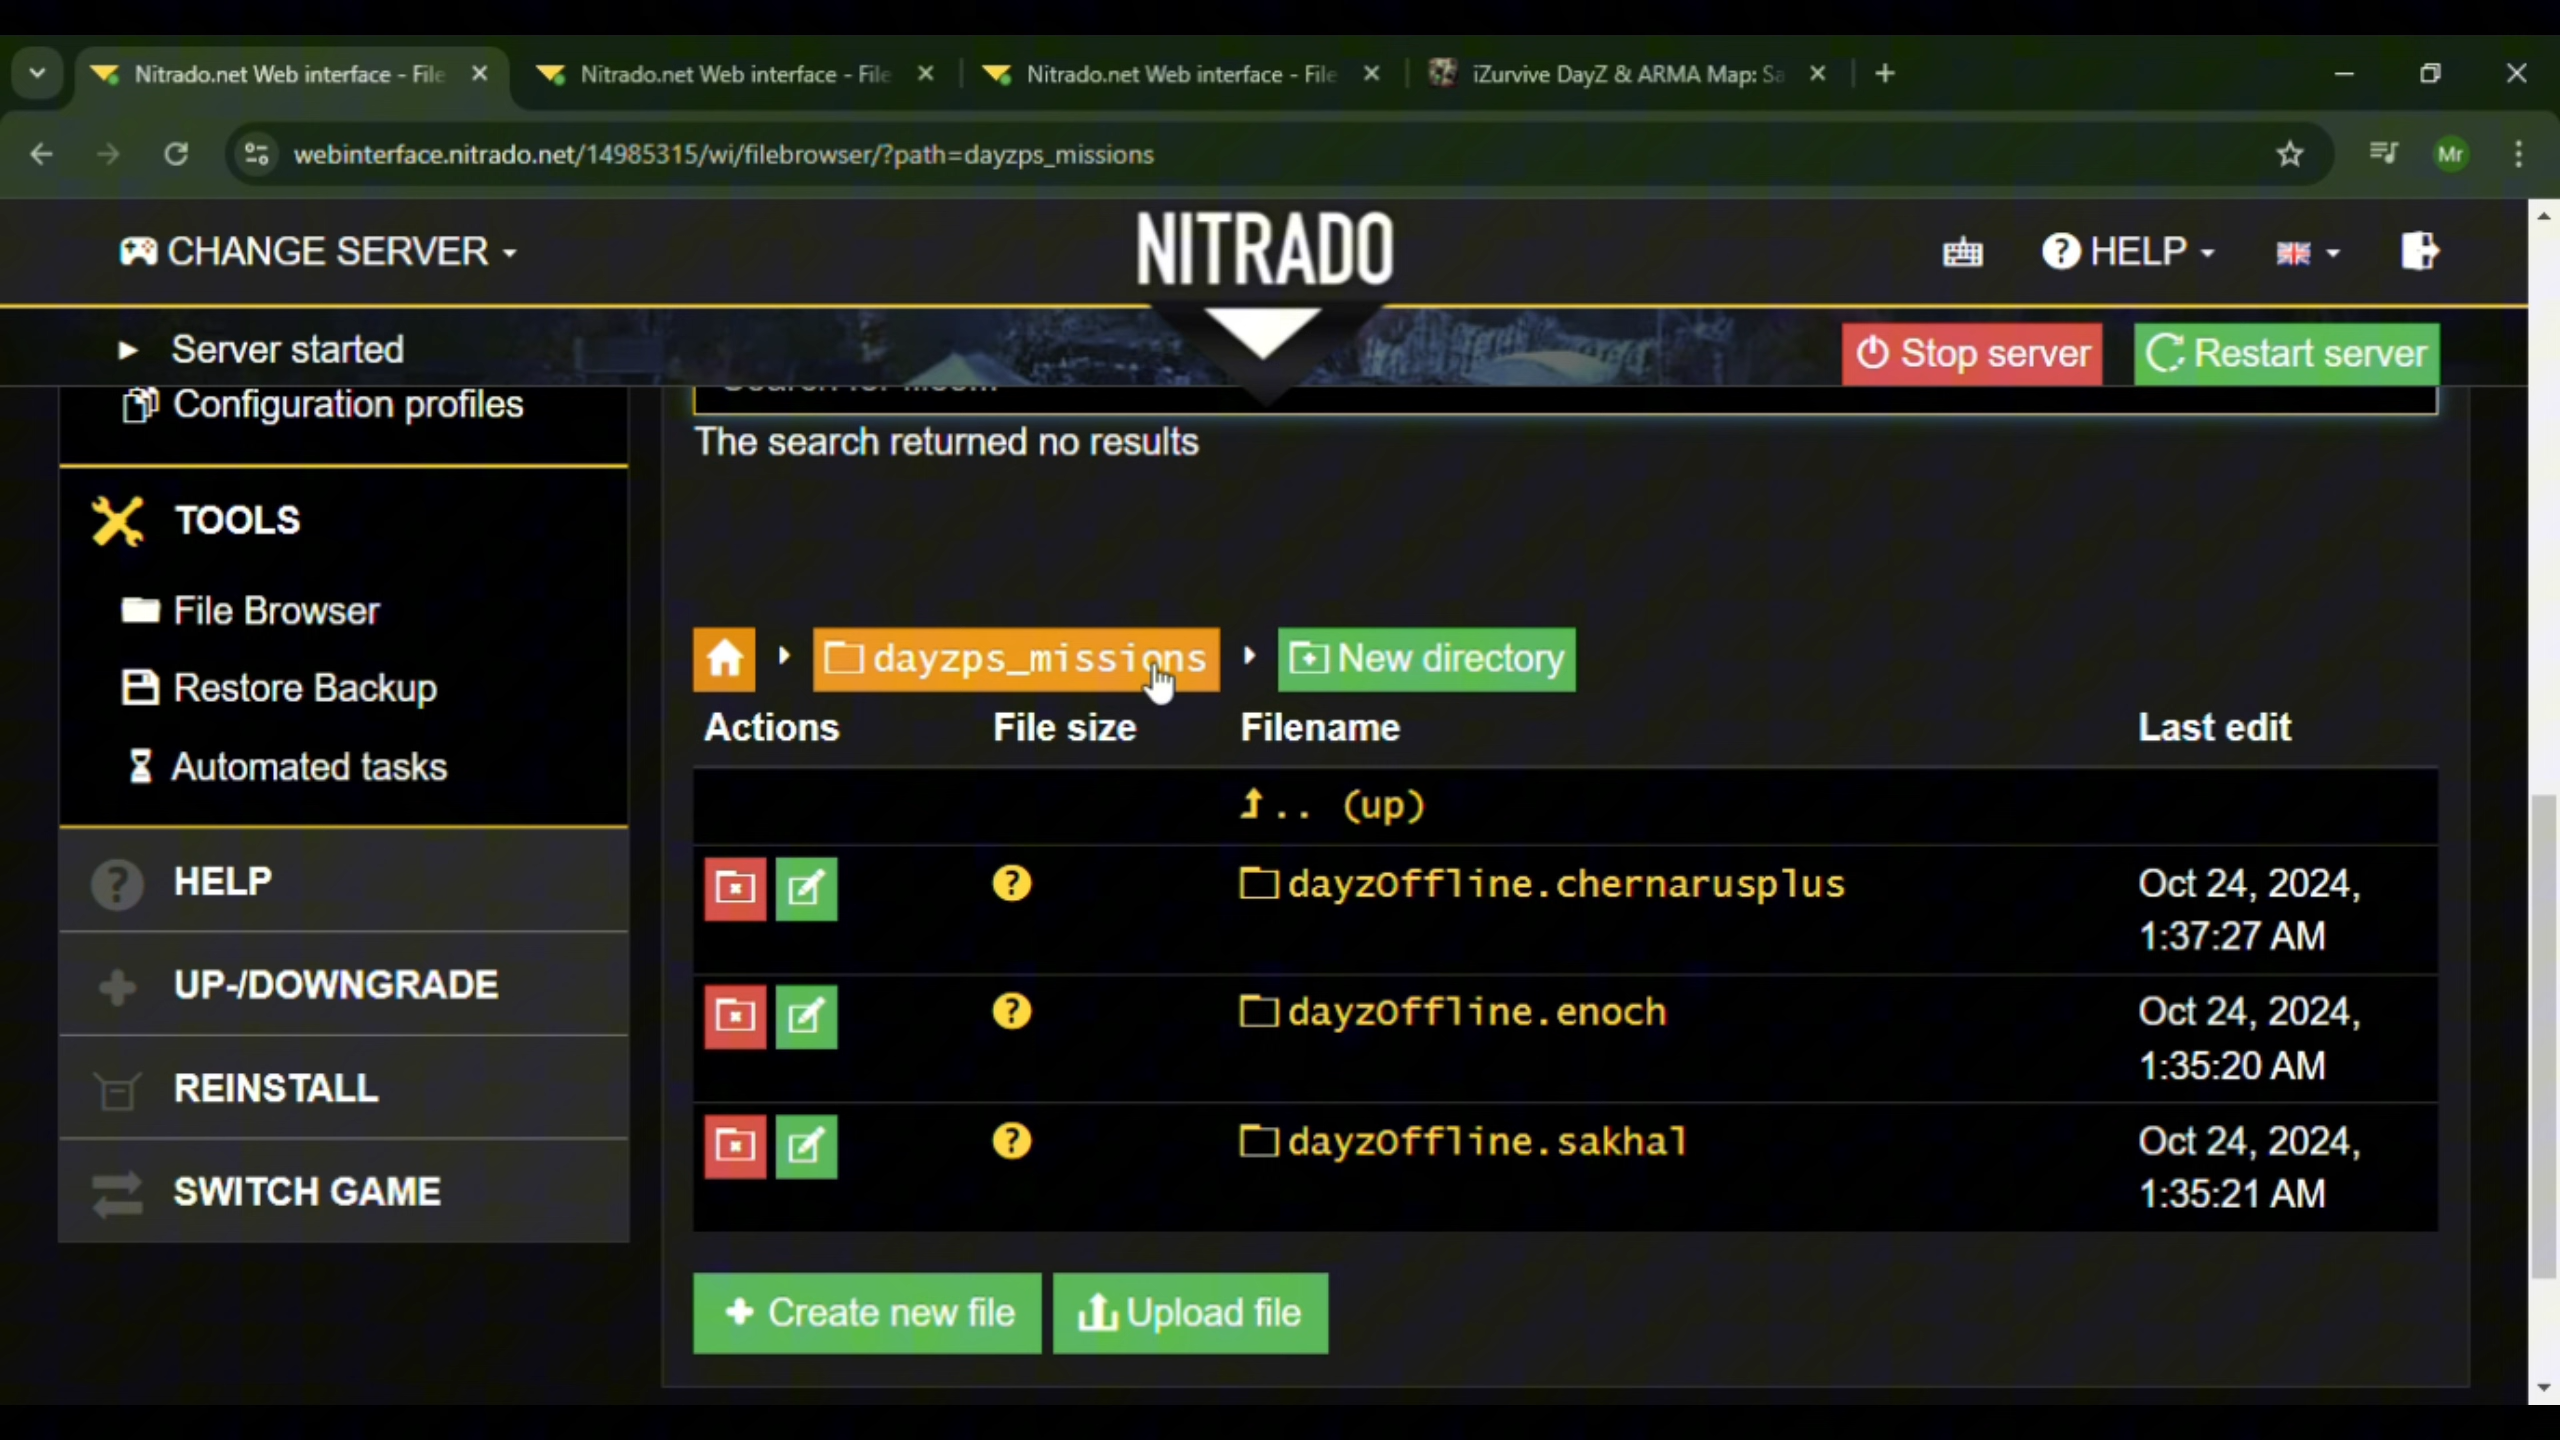 Nitrado.net Web interface - File
Nitrado.net Web interface - File
Nitrado.net Web interface - File
iZurvive DayZ & ARMA Map: Sa
webinterface.nitrado.net/14985315/wi/filebrowser/?path=dayzps_missions
Mr
CHANGE SERVER
NITRADO
HELP
Server started
Stop server
Restart server
Configuration profiles
The search returned no results
TOOLS
File Browser
Restore Backup
Automated tasks
HELP
UP-/DOWNGRADE
REINSTALL
SWITCH GAME
dayzps_missions
New directory
Actions File size Filename Last edit
.. (up)
dayzOffline.chernarusplus Oct 24, 2024,
1:37:27 AM
dayzOffline.enoch Oct 24, 2024,
1:35:20 AM
dayzOffline.sakhal Oct 24, 2024,
1:35:21 AM
Create new file
Upload file